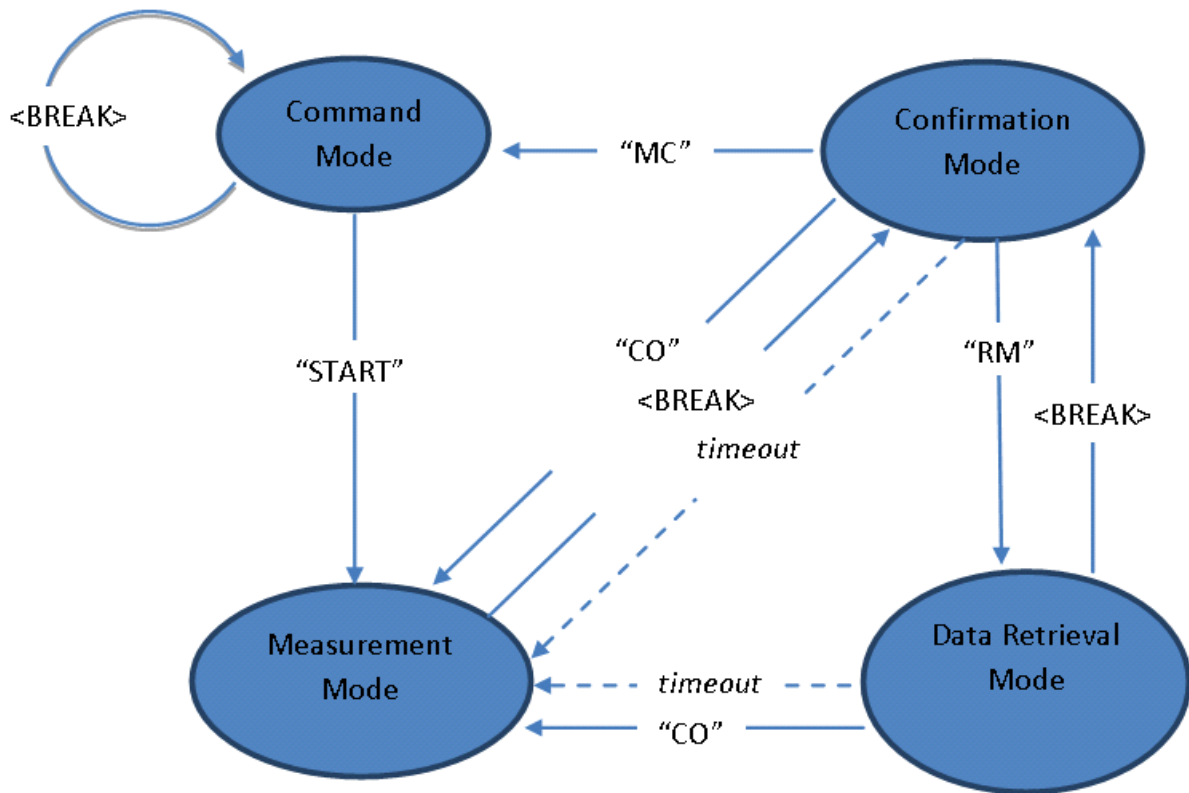 Command
Mode
Confirmation
Mode
<BREAK>
“MC”
“START”
“CO”
“RM”
<BREAK>
<BREAK>
timeout
Measurement
Mode
Data Retrieval
Mode
timeout
“CO”